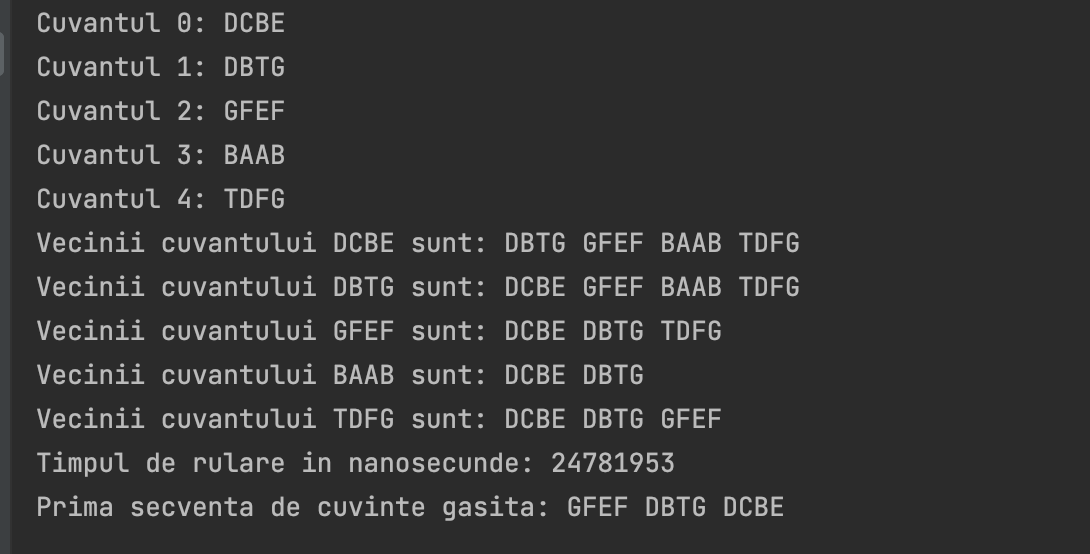 Cuvantul 0: DCBE
Cuvantul 1: DBTG
Cuvantul 2: GFEF
Cuvantul 3: BAAB
Cuvantul 4: TDFG
Vecinii cuvantului DCBE sunt: DBTG GFEF BAAB TDFG
Vecinii cuvantului DBTG sunt: DCBE GFEF BAAB TDFG
Vecinii cuvantului GFEF sunt: DCBE DBTG TDFG
Vecinii cuvantului BAAB sunt: DCBE DBTG
Vecinii cuvantului TDFG sunt: DCBE DBTG GFEF
Timpul de rulare in nanosecunde: 24781953
Prima secventa de cuvinte gasita: GFEF DBTG DCBE